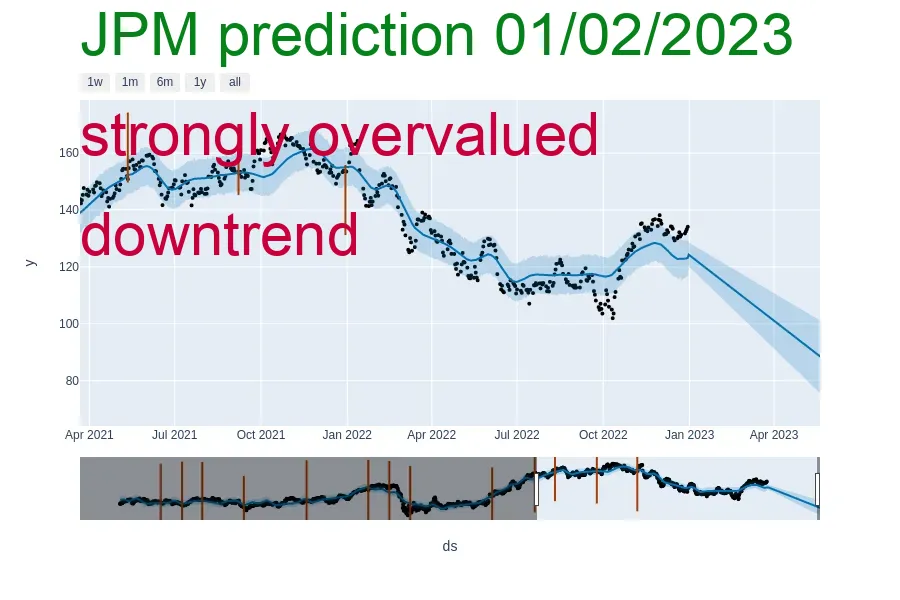 JPM prediction 01/02/2023
1w 1m 6m 1y all
strongly overvalued
160
140
downtrend
y
120
100
80
Apr 2021 Jul 2021 Oct 2021 Jan 2022 Apr 2022 Jul 2022 Oct 2022 Jan 2023 Apr 2023
ds